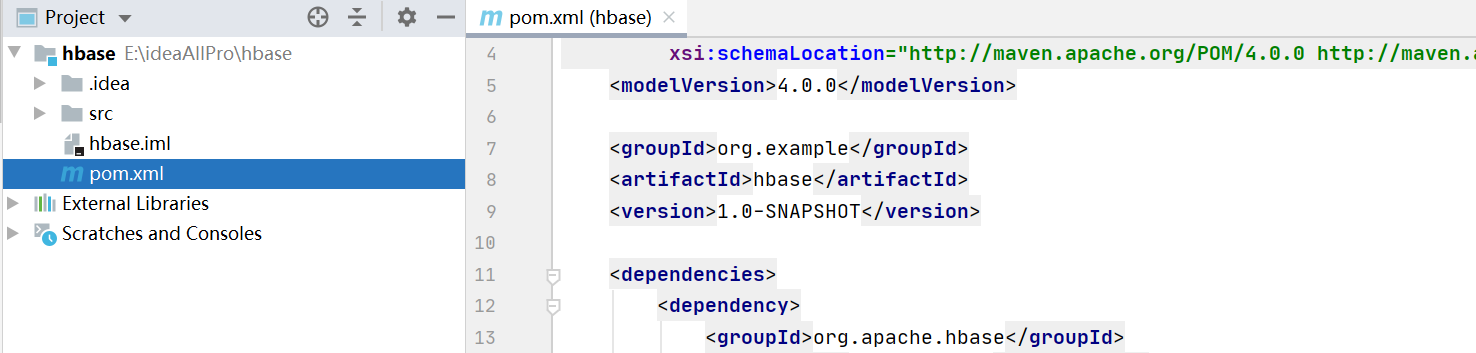 Project
hbase E:\ideaAllPro\hbase
.idea
src
hbase.iml
pom.xml
External Libraries
Scratches and Consoles
pom.xml (hbase)
4 xsi:schemaLocation="http://maven.apache.org/POM/4.0.0 http://maven.a
5 <modelVersion>4.0.0</modelVersion>
6
7 <groupId>org.example</groupId>
8 <artifactId>hbase</artifactId>
9 <version>1.0-SNAPSHOT</version>
10
11 <dependencies>
12 <dependency>
13 <groupId>org.apache.hbase</groupId>